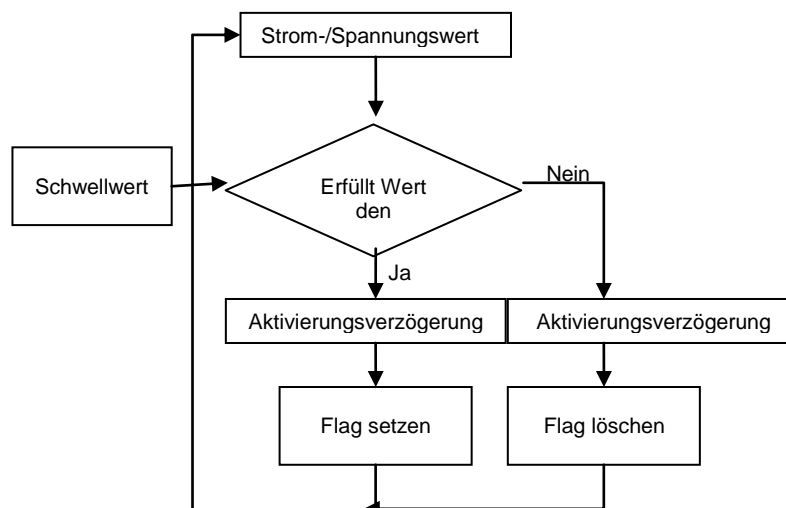 Strom-/Spannungswert
Schwellwert
Erfüllt Wert
den
Nein
Ja
Aktivierungsverzögerung
Aktivierungsverzögerung
Flag setzen
Flag löschen